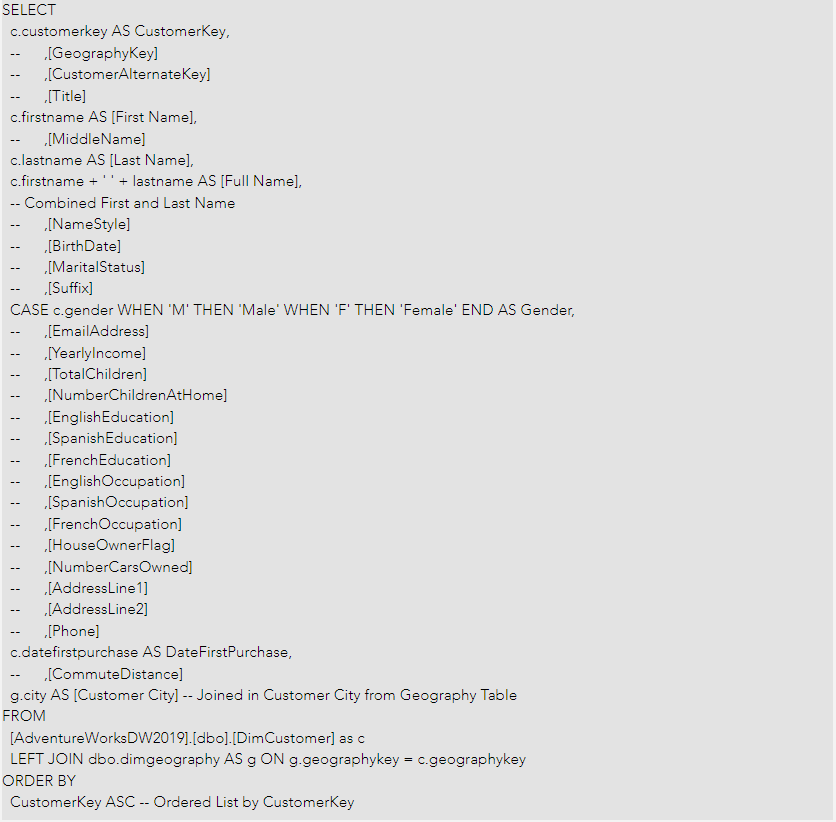 SELECT
c.customerkey AS CustomerKey,
-- ,[GeographyKey]
-- ,[CustomerAlternateKey]
-- ,[Title]
c.firstname AS [First Name],
-- ,[MiddleName]
c.lastname AS [Last Name],
c.firstname + ' ' + lastname AS [Full Name],
-- Combined First and Last Name
-- ,[NameStyle]
-- ,[BirthDate]
-- ,[MaritalStatus]
-- ,[Suffix]
CASE c.gender WHEN 'M' THEN 'Male' WHEN 'F' THEN 'Female' END AS Gender,
-- ,[EmailAddress]
-- ,[YearlyIncome]
-- ,[TotalChildren]
-- ,[NumberChildrenAtHome]
-- ,[EnglishEducation]
-- ,[SpanishEducation]
-- ,[FrenchEducation]
-- ,[EnglishOccupation]
-- ,[SpanishOccupation]
-- ,[FrenchOccupation]
-- ,[HouseOwnerFlag]
-- ,[NumberCarsOwned]
-- ,[AddressLine1]
-- ,[AddressLine2]
-- ,[Phone]
c.datefirstpurchase AS DateFirstPurchase,
-- ,[CommuteDistance]
g.city AS [Customer City] -- Joined in Customer City from Geography Table
FROM
[AdventureWorksDW2019].[dbo].[DimCustomer] as c
LEFT JOIN dbo.dimgeography AS g ON g.geographykey = c.geographykey
ORDER BY
CustomerKey ASC -- Ordered List by CustomerKey